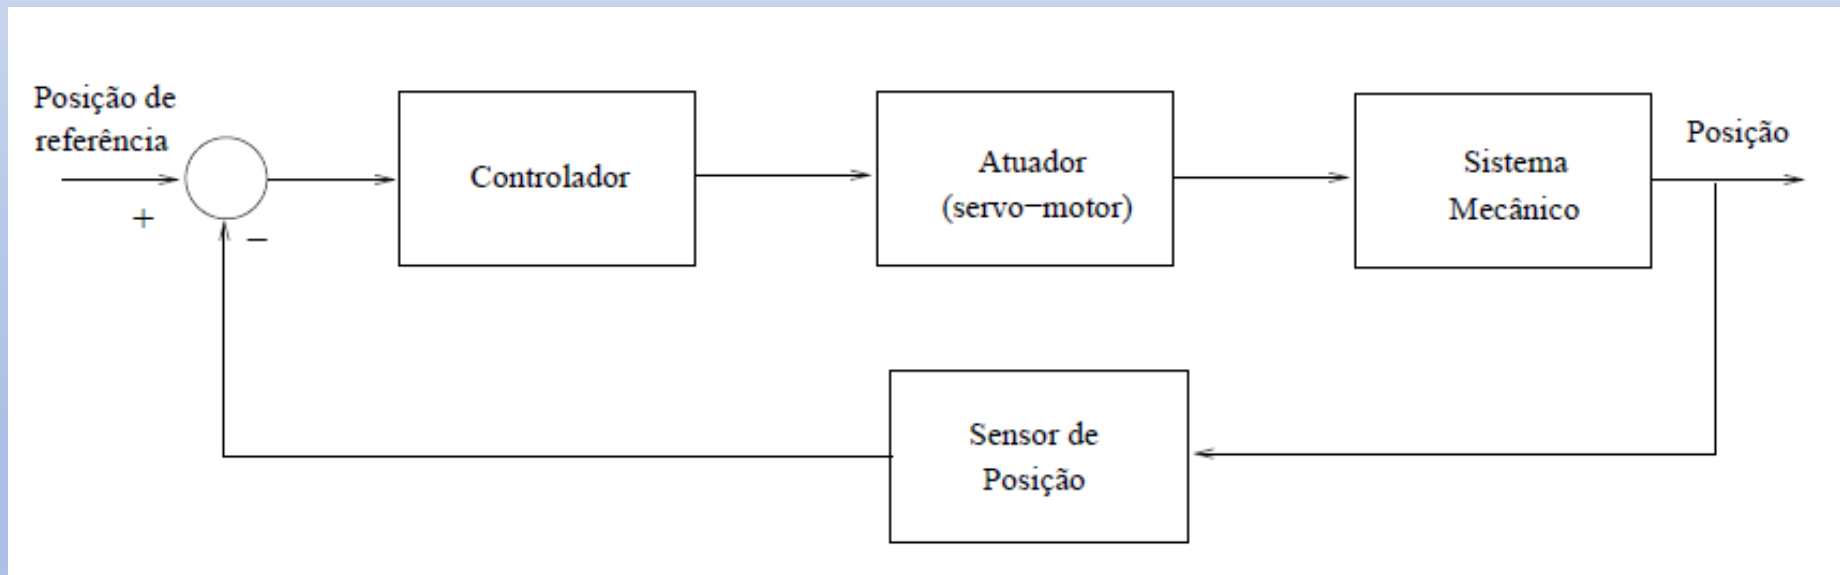 Posição de
referência
+
−
Controlador
Atuador
(servo−motor)
Sistema
Mecânico
Posição
Sensor de
Posição